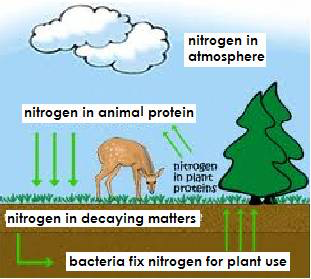 nitrogen in
atmosphere
nitrogen in animal protein
nitrogen
in plant
proteins
nitrogen in decaying matters
bacteria fix nitrogen for plant use